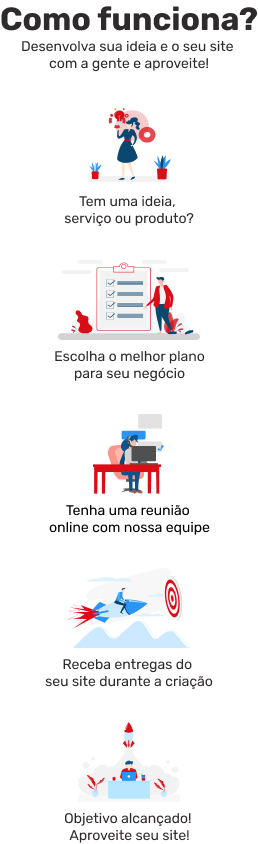 Como funciona?
Desenvolva sua ideia e o seu site
com a gente e aproveite!
Tem uma ideia,
serviço ou produto?
Escolha o melhor plano
para seu negócio
Tenha uma reunião
online com nossa equipe
Receba entregas do
seu site durante a criação
Objetivo alcançado!
Aproveite seu site!